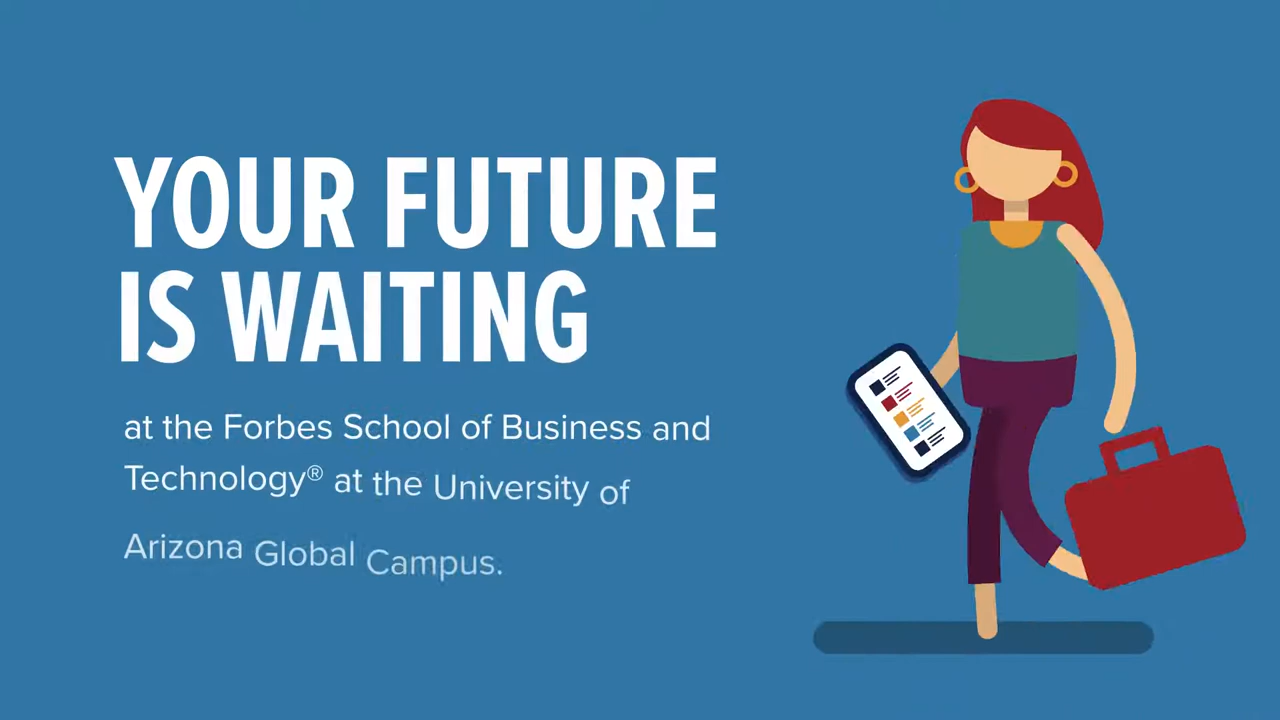 YOUR FUTURE
IS WAITING
at the Forbes School of Business and
Technology® at the University of
Arizona Global Campus.